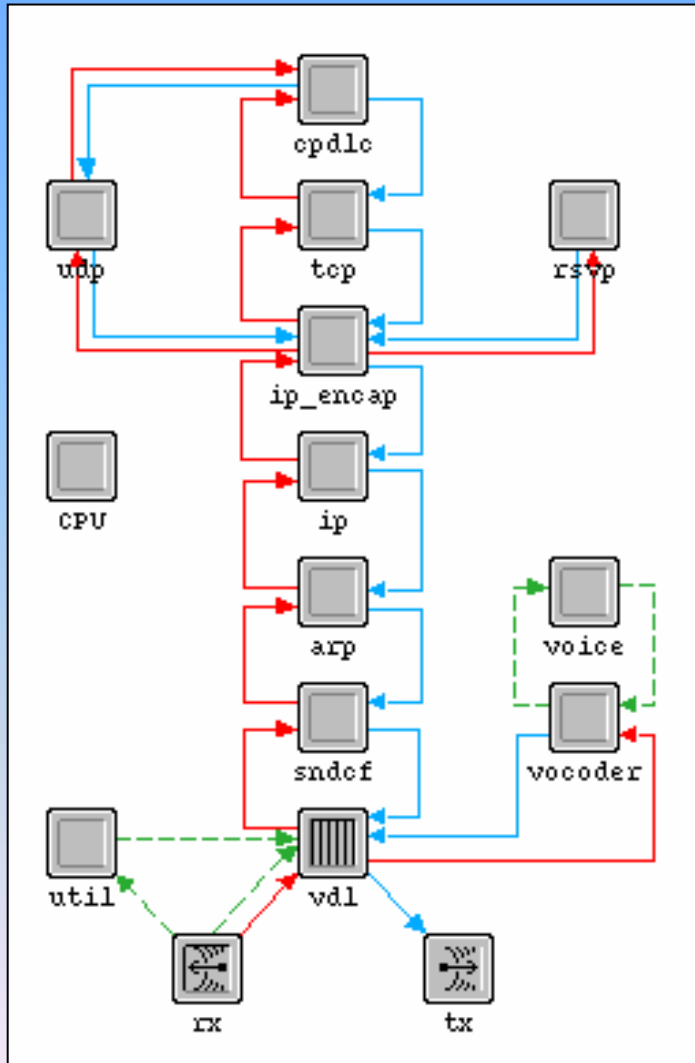 cpdlc
udp
tcp
rsvp
ip_encap
CPU
ip
arp
voice
sndcf
vocoder
util
vdl
rx
tx